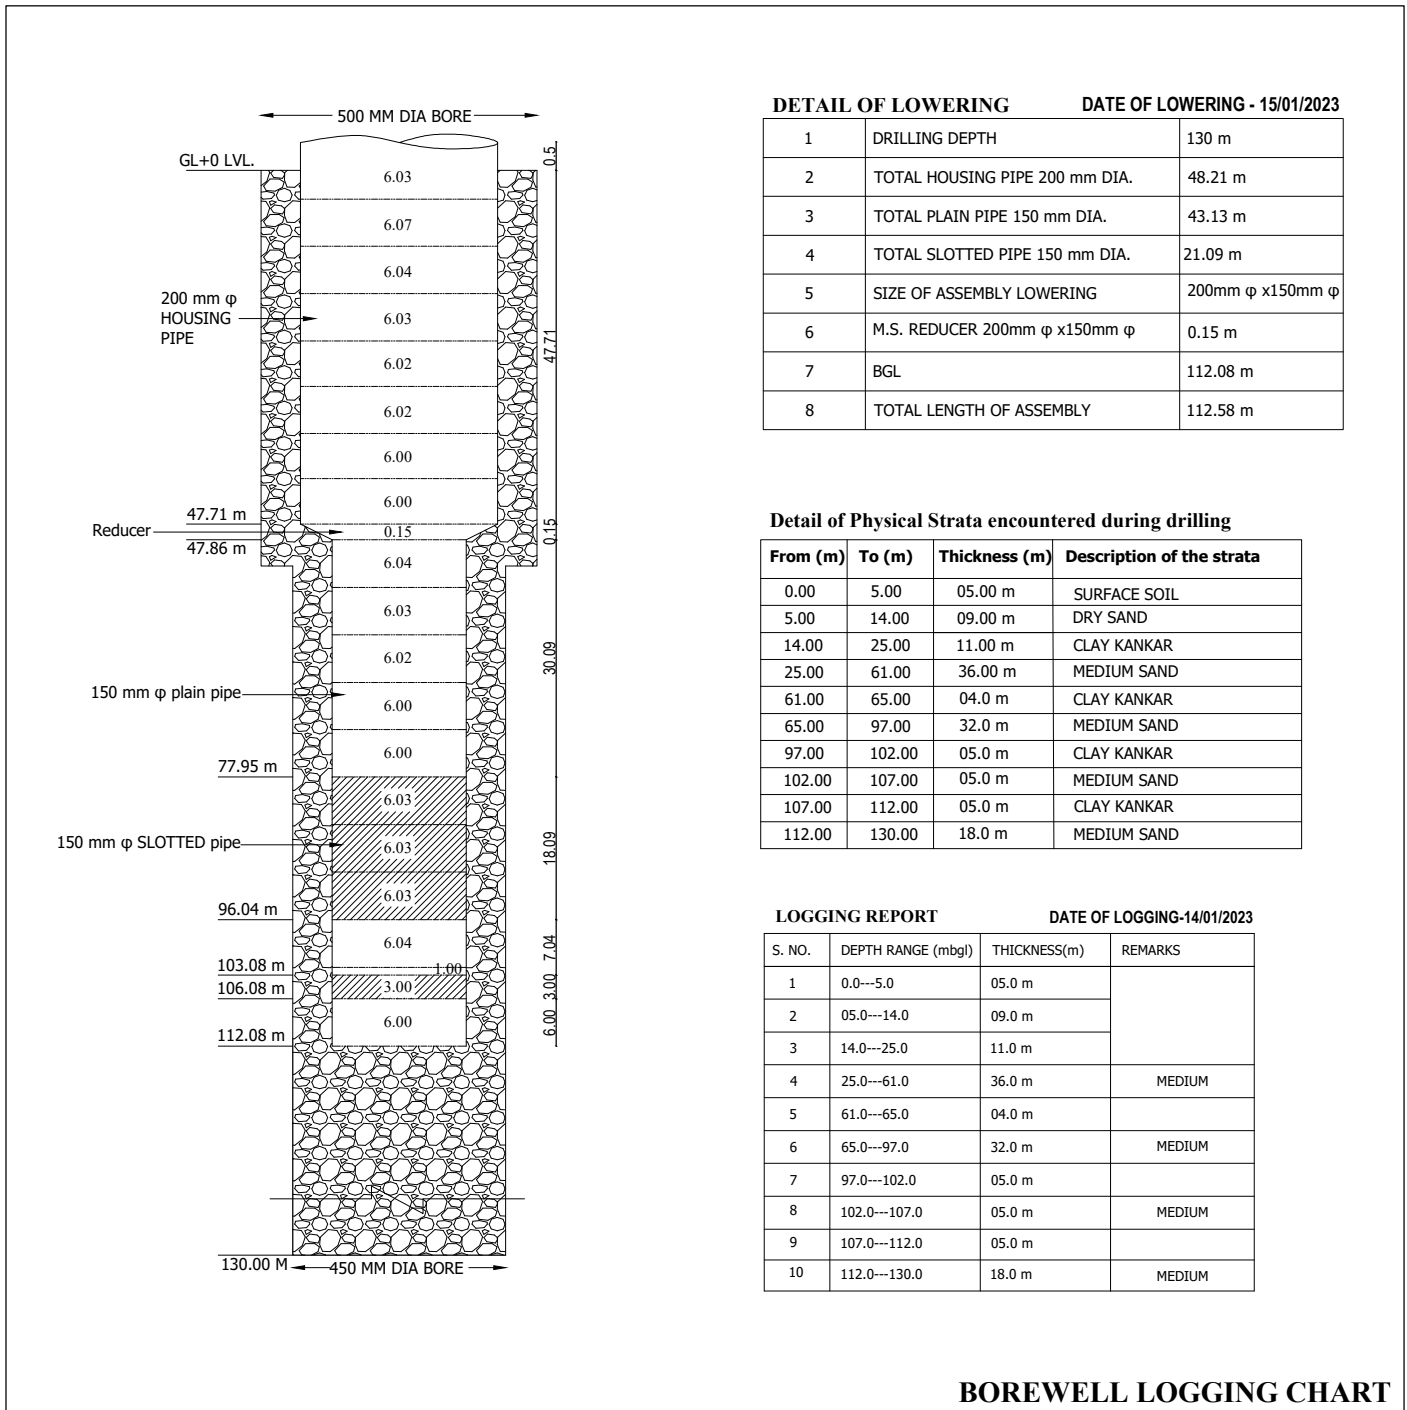 500 MM DIA BORE
GL+0 LVL.
0.5
6.03
6.07
6.04
200 mm φ
HOUSING
PIPE
6.03
47.71
6.02
6.02
6.00
6.00
47.71 m
Reducer
0.15
0.15
47.86 m
6.04
6.03
6.02
30.09
150 mm φ plain pipe
6.00
6.00
77.95 m
6.03
150 mm φ SLOTTED pipe
6.03
18.09
6.03
96.04 m
6.04
7.04
1.00
103.08 m
3.00
3.00
106.08 m
6.00
6.00
112.08 m
130.00 M
450 MM DIA BORE
DETAIL OF LOWERING DATE OF LOWERING - 15/01/2023
1 DRILLING DEPTH 130 m
2 TOTAL HOUSING PIPE 200 mm DIA. 48.21 m
3 TOTAL PLAIN PIPE 150 mm DIA. 43.13 m
4 TOTAL SLOTTED PIPE 150 mm DIA. 21.09 m
5 SIZE OF ASSEMBLY LOWERING 200mm φ x150mm φ
6 M.S. REDUCER 200mm φ x150mm φ 0.15 m
7 BGL 112.08 m
8 TOTAL LENGTH OF ASSEMBLY 112.58 m
Detail of Physical Strata encountered during drilling
From (m) To (m) Thickness (m) Description of the strata
0.00 5.00 05.00 m SURFACE SOIL
5.00 14.00 09.00 m DRY SAND
14.00 25.00 11.00 m CLAY KANKAR
25.00 61.00 36.00 m MEDIUM SAND
61.00 65.00 04.0 m CLAY KANKAR
65.00 97.00 32.0 m MEDIUM SAND
97.00 102.00 05.0 m CLAY KANKAR
102.00 107.00 05.0 m MEDIUM SAND
107.00 112.00 05.0 m CLAY KANKAR
112.00 130.00 18.0 m MEDIUM SAND
LOGGING REPORT DATE OF LOGGING-14/01/2023
S. NO. DEPTH RANGE (mbgl) THICKNESS(m) REMARKS
1 0.0---5.0 05.0 m
2 05.0---14.0 09.0 m
3 14.0---25.0 11.0 m
4 25.0---61.0 36.0 m MEDIUM
5 61.0---65.0 04.0 m
6 65.0---97.0 32.0 m MEDIUM
7 97.0---102.0 05.0 m
8 102.0---107.0 05.0 m MEDIUM
9 107.0---112.0 05.0 m
10 112.0---130.0 18.0 m MEDIUM
BOREWELL LOGGING CHART